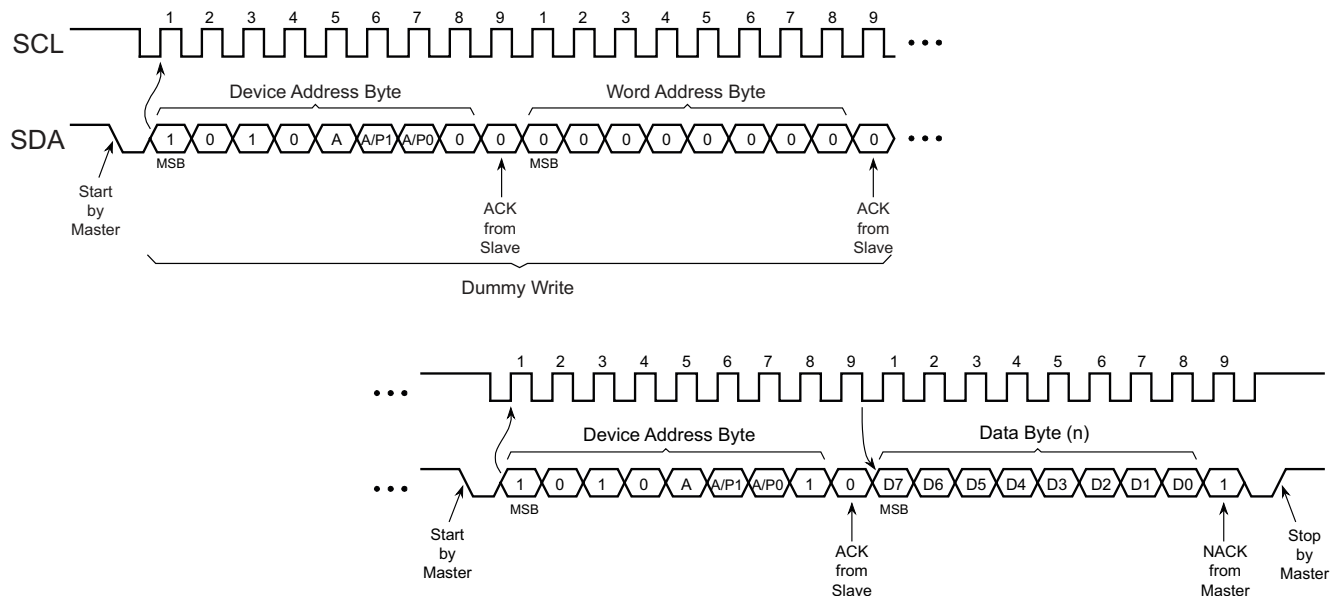 1 2 3 4 5 6 7 8 9 1 2 3 4 5 6 7 8 9
SCL
Device Address Byte Word Address Byte
SDA 1 0 1 0 A A/P1 A/P0 0 0 0 0 0 0 0 0 0 0 0
MSB MSB
Start
by
Master
ACK
from
Slave
ACK
from
Slave
Dummy Write
1 2 3 4 5 6 7 8 9 1 2 3 4 5 6 7 8 9
Device Address Byte Data Byte (n)
1 0 1 0 A A/P1 A/P0 1 0 D7 D6 D5 D4 D3 D2 D1 D0 1
MSB MSB
Start
by
Master
ACK
from
Slave
NACK
from
Master
Stop
by
Master